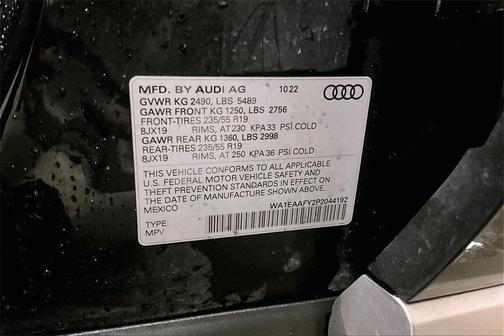 MFD. BY AUDI AG 10 22
GVWR KG 2490, LBS 5489
GAWR FRONT KG 1250, LBS 2756
FRONT-TIRES 235/55 R19
8JX19 RIMS, AT 230 KPA 33 PSI COLD
GAWR REAR KG 1360, LBS 2998
REAR-TIRES 235/55 R19
8JX19 RIMS, AT 250 KPA 36 PSI COLD
THIS VEHICLE CONFORMS TO ALL APPLICABLE
U.S. FEDERAL MOTOR VEHICLE SAFETY AND
THEFT PREVENTION STANDARDS IN EFFECT ON
THE DATE OF MANUFACTURE SHOWN ABOVE.
MEXICO WA1EAAFY2P2044192
TYPE:
MPV